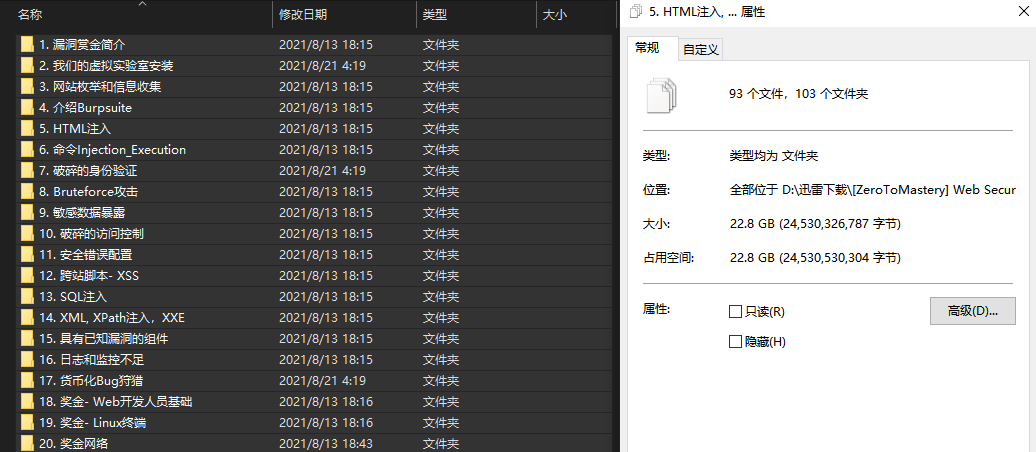 名称 修改日期 类型 大小
1. 漏洞赏金简介 2021/8/13 18:15 文件夹
2. 我们的虚拟实验室安装 2021/8/21 4:19 文件夹
3. 网站枚举和信息收集 2021/8/13 18:15 文件夹
4. 介绍Burpsuite 2021/8/13 18:15 文件夹
5. HTML注入 2021/8/13 18:15 文件夹
6. 命令Injection_Execution 2021/8/13 18:15 文件夹
7. 破碎的身份验证 2021/8/21 4:19 文件夹
8. Bruteforce攻击 2021/8/13 18:15 文件夹
9. 敏感数据暴露 2021/8/13 18:15 文件夹
10. 破碎的访问控制 2021/8/13 18:15 文件夹
11. 安全错误配置 2021/8/13 18:15 文件夹
12. 跨站脚本- XSS 2021/8/13 18:15 文件夹
13. SQL注入 2021/8/13 18:15 文件夹
14. XML, XPath注入，XXE 2021/8/13 18:15 文件夹
15. 具有已知漏洞的组件 2021/8/13 18:15 文件夹
16. 日志和监控不足 2021/8/13 18:15 文件夹
17. 货币化Bug狩猎 2021/8/21 4:19 文件夹
18. 奖金- Web开发人员基础 2021/8/13 18:16 文件夹
19. 奖金- Linux终端 2021/8/13 18:16 文件夹
20. 奖金网络 2021/8/13 18:43 文件夹
5. HTML注入, ... 属性
常规 自定义
93 个文件，103 个文件夹
类型: 类型均为 文件夹
位置: 全部位于 D:\迅雷下载\[ZeroToMastery] Web Secur
大小: 22.8 GB (24,530,326,787 字节)
占用空间: 22.8 GB (24,530,530,304 字节)
属性: 只读(R) 高级(D)...
隐藏(H)